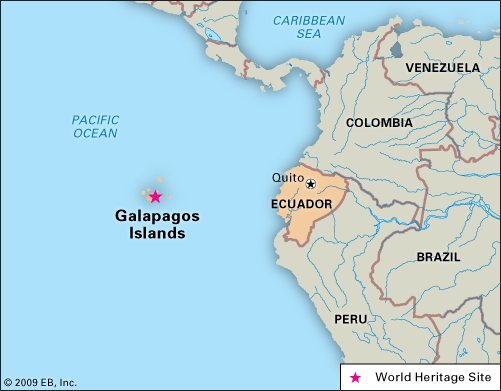 CARIBBEAN
SEA
VENEZUELA
PACIFIC
OCEAN
COLOMBIA
Quito
ECUADOR
Galapagos
Islands
BRAZIL
PERU
© 2009 EB, Inc.
World Heritage Site